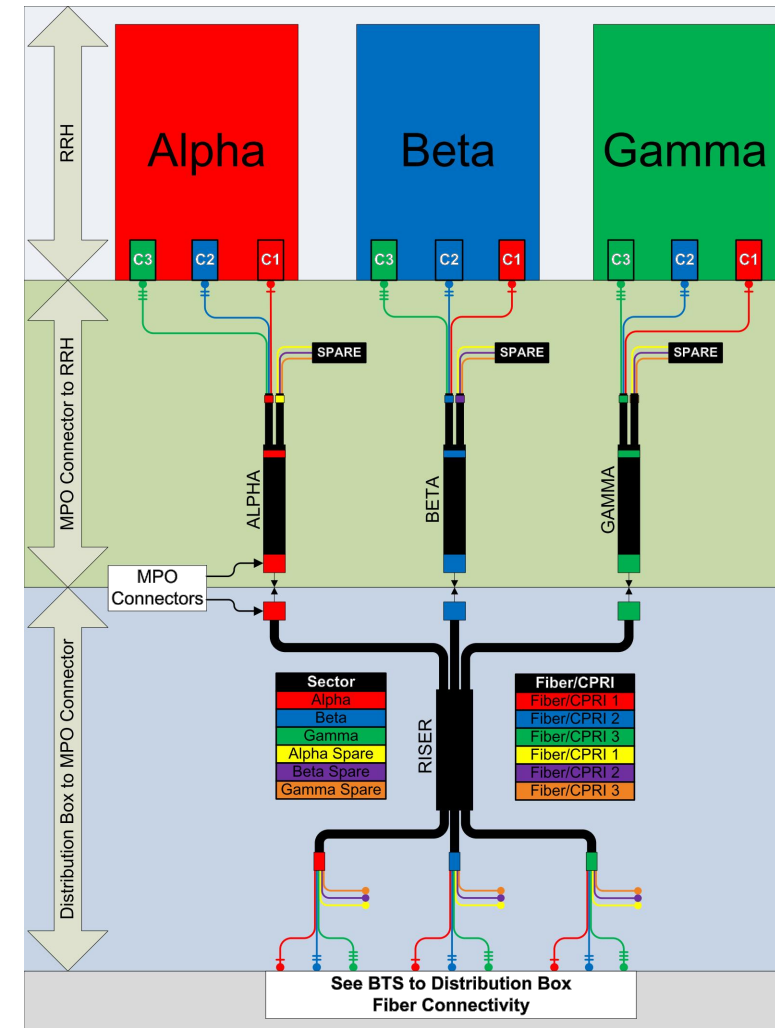 RRH
Alpha
Beta
Gamma
C3
C2
C1
C3
C2
C1
C3
C2
C1
MPO Connector to RRH
SPARE
SPARE
SPARE
ALPHA
BETA
GAMMA
MPO
Connectors
Distribution Box to MPO Connector
Sector
Alpha
Beta
Gamma
Alpha Spare
Beta Spare
Gamma Spare
RISER
Fiber/CPRI
Fiber/CPRI 1
Fiber/CPRI 2
Fiber/CPRI 3
Fiber/CPRI 1
Fiber/CPRI 2
Fiber/CPRI 3
See BTS to Distribution Box
Fiber Connectivity